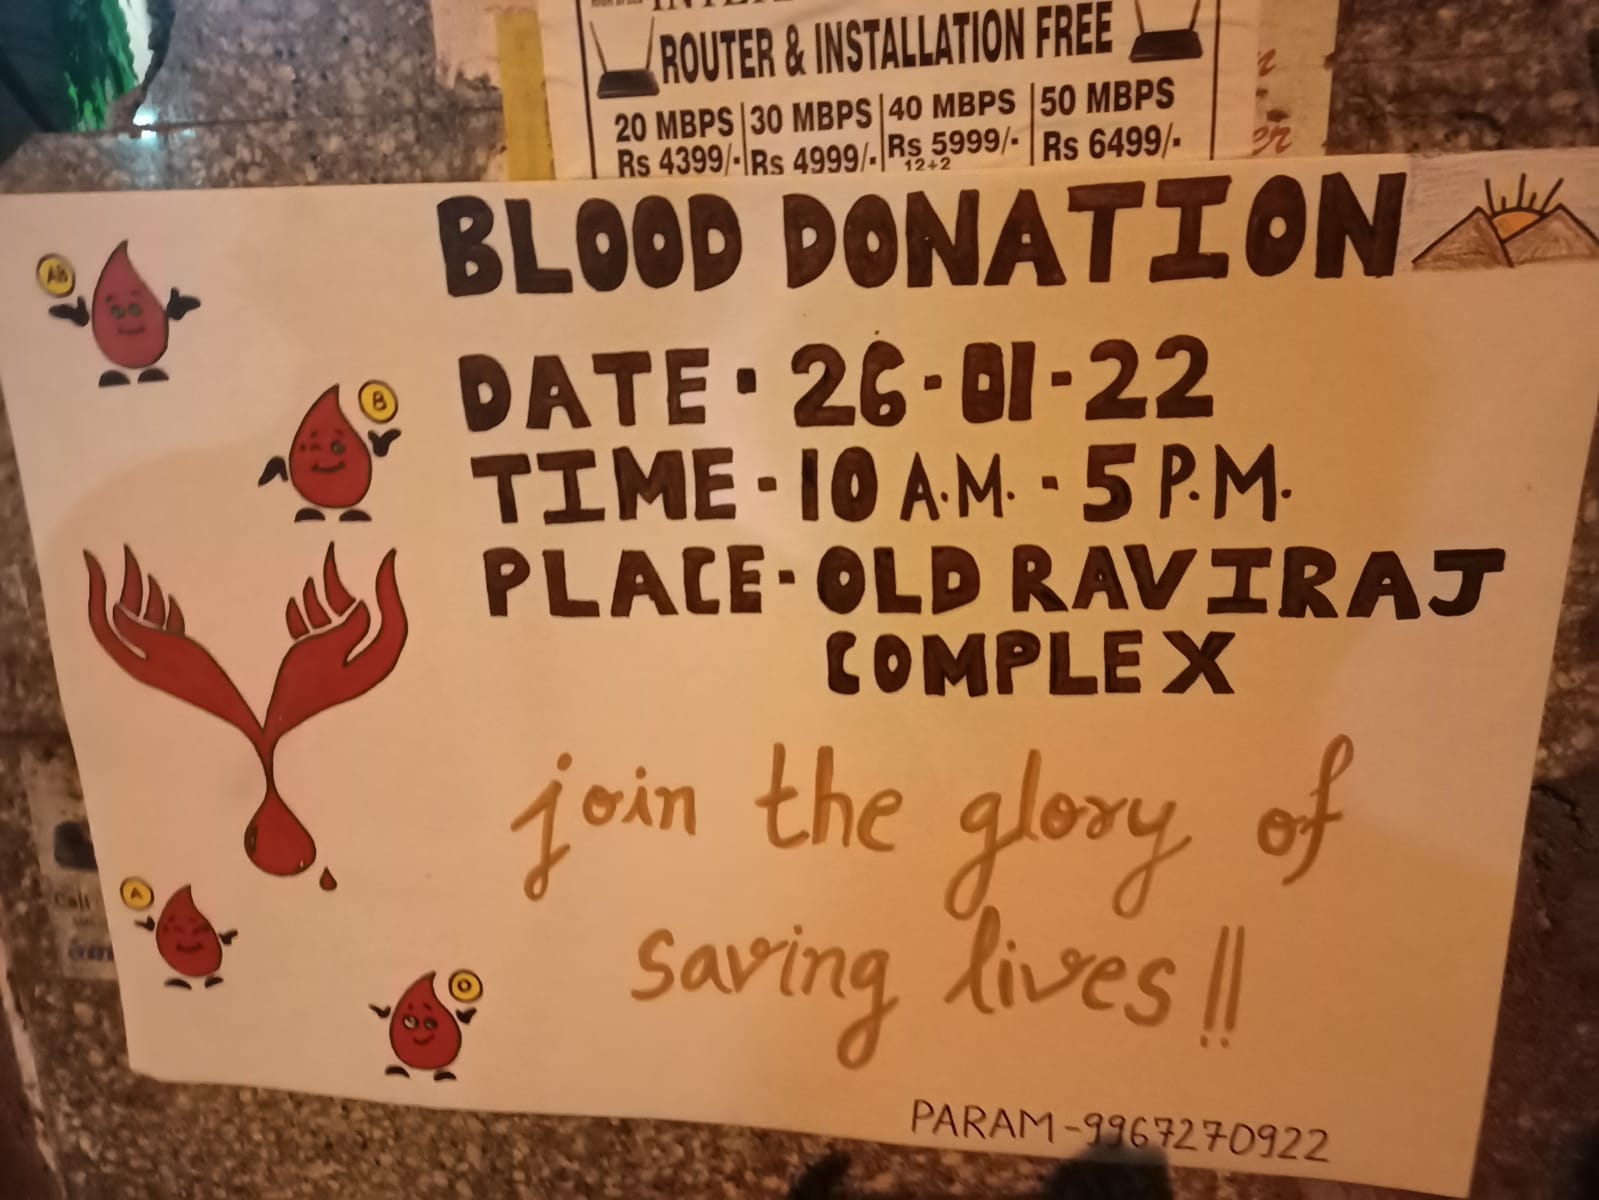 ROUTER & INSTALLATION FREE
20 MBPS 30 MBPS 40 MBPS 50 MBPS
Rs 4399/- Rs 4999/- Rs 5999/- Rs 6499/-
12+2
BLOOD DONATION
AB
DATE - 26-01-22
B
TIME - 10 A.M. - 5 P.M.
PLACE - OLD RAVIRAJ
COMPLEX
join the glory of
A
saving lives!!
O
Call
PARAM-9967270922